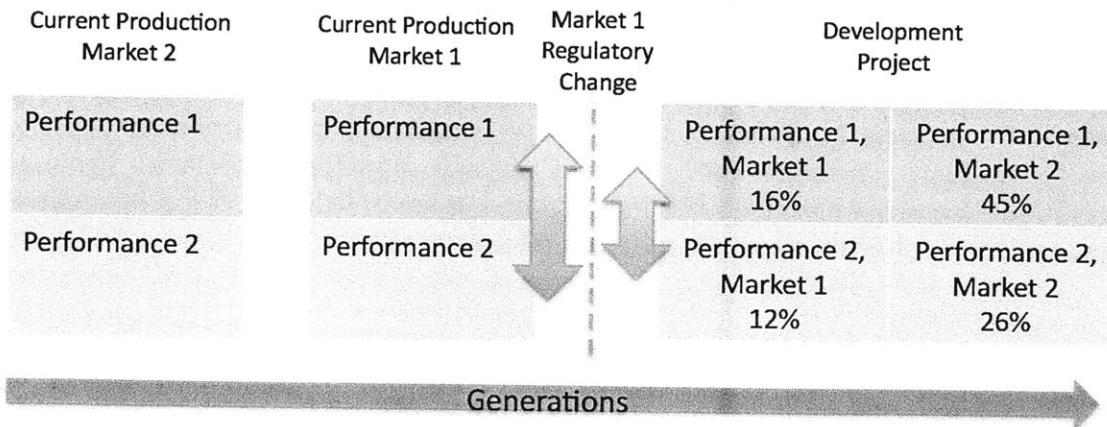 Current Production
Market 2
Current Production
Market 1
Market 1
Regulatory
Change
Development
Project
Performance 1
Performance 2
Performance 1
Performance 2
Performance 1,
Market 1
16%
Performance 1,
Market 2
45%
Performance 2,
Market 1
12%
Performance 2,
Market 2
26%
Generations